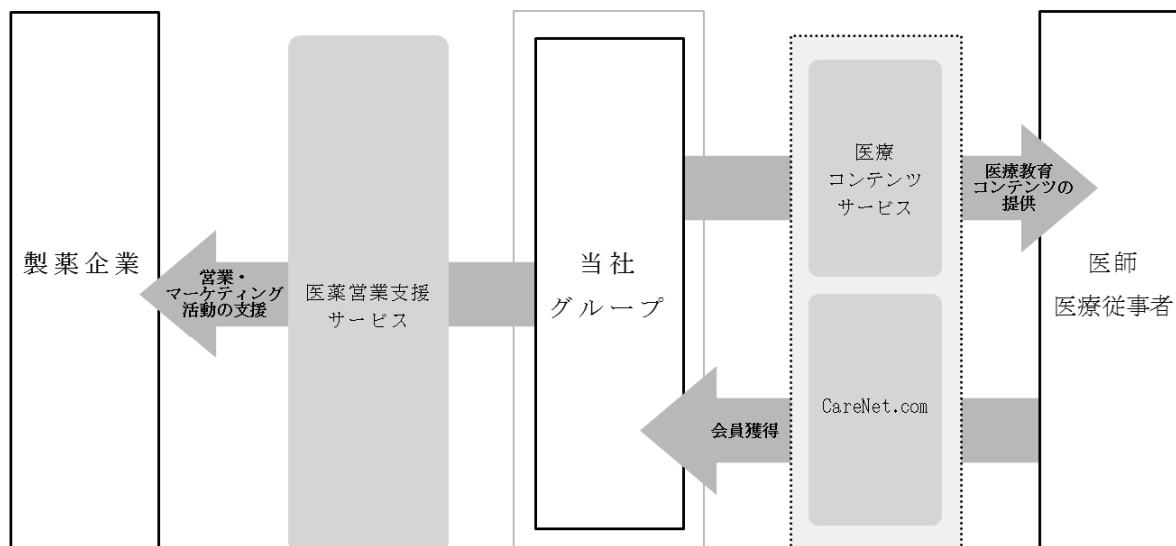 製薬企業
営業・
マーケティング
活動の支援
医薬営業支援
サービス
当社
グループ
医療
コンテンツ
サービス
医療教育
コンテンツの
提供
会員獲得
CareNet.com
医師
医療従事者